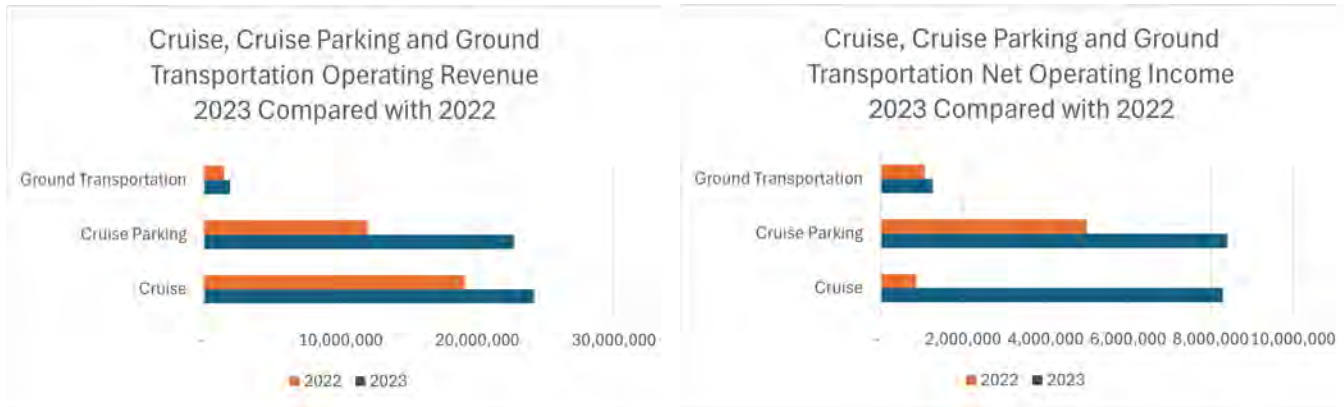 Cruise, Cruise Parking and Ground
Transportation Operating Revenue
2023 Compared with 2022
Ground Transportation
Cruise Parking
Cruise
- 10,000,000 20,000,000 30,000,000
2022 2023
Cruise, Cruise Parking and Ground
Transportation Net Operating Income
2023 Compared with 2022
Ground Transportation
Cruise Parking
Cruise
- 2,000,000 4,000,000 6,000,000 8,000,000 10,000,000
2022 2023